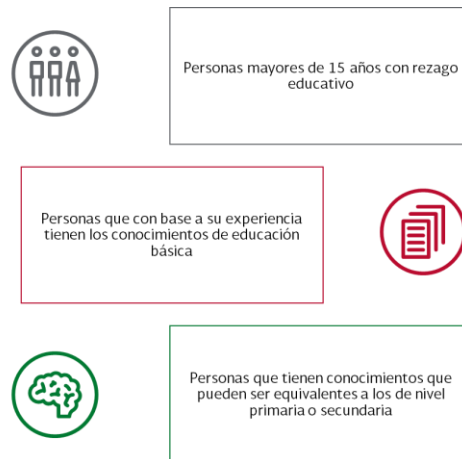 Personas mayores de 15 años con rezago
educativo
Personas que con base a su experiencia
tienen los conocimientos de educación
básica
Personas que tienen conocimientos que
pueden ser equivalentes a los de nivel
primaria o secundaria